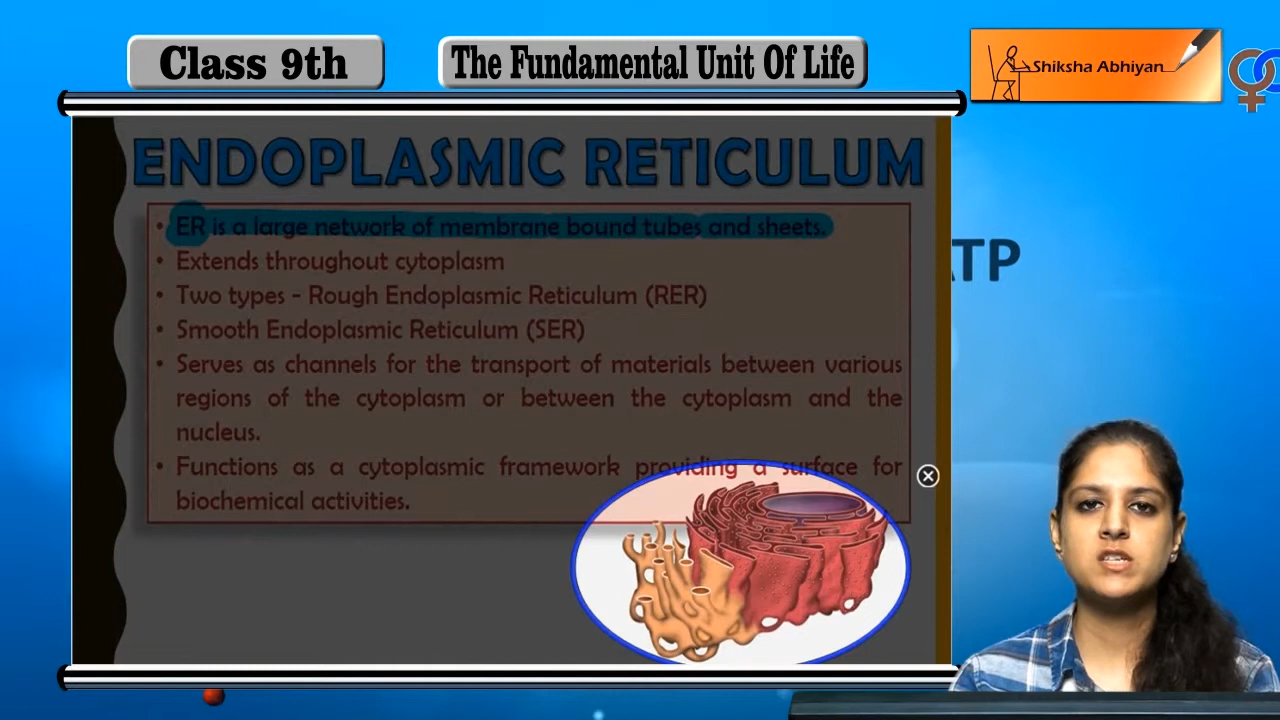 Class 9th
The Fundamental Unit Of Life
Shiksha Abhiyan
ENDOPLASMIC RETICULUM
• ER is a large network of membrane bound tubes and sheets.
• Extends throughout cytoplasm
• Two types - Rough Endoplasmic Reticulum (RER)
• Smooth Endoplasmic Reticulum (SER)
• Serves as channels for the transport of materials between various
regions of the cytoplasm or between the cytoplasm and the
nucleus.
• Functions as a cytoplasmic framework providing a surface for
biochemical activities.